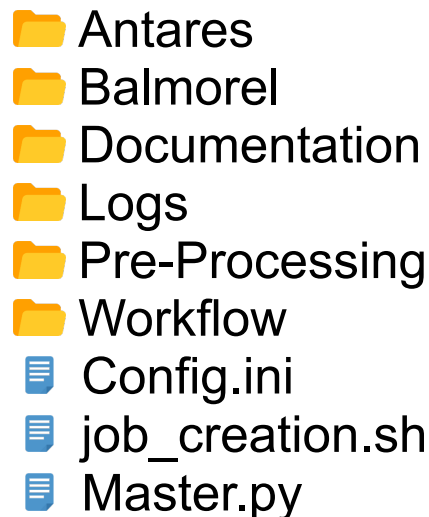 Antares
Balmorel
Documentation
Logs
Pre-Processing
Workflow
Config.ini
job_creation.sh
Master.py